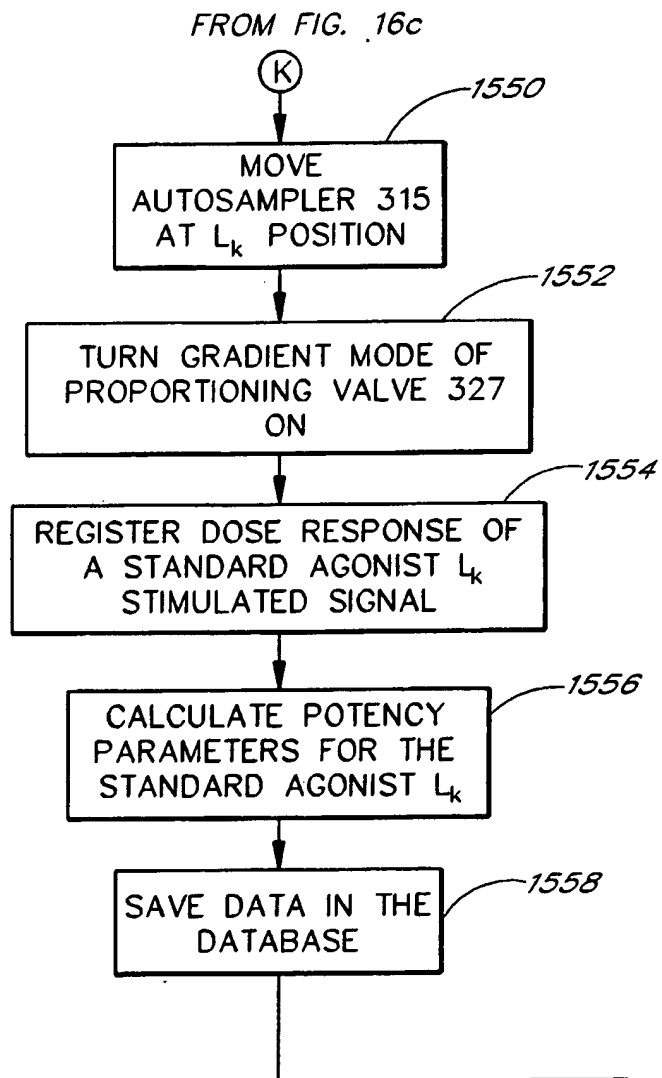 FROM FIG. 16c
K
1550
MOVE
AUTOSAMPLER 315
AT Lk POSITION
1552
TURN GRADIENT MODE OF
PROPORTIONING VALVE 327
ON
1554
REGISTER DOSE RESPONSE OF
A STANDARD AGONIST Lk
STIMULATED SIGNAL
1556
CALCULATE POTENCY
PARAMETERS FOR THE
STANDARD AGONIST Lk
1558
SAVE DATA IN THE
DATABASE